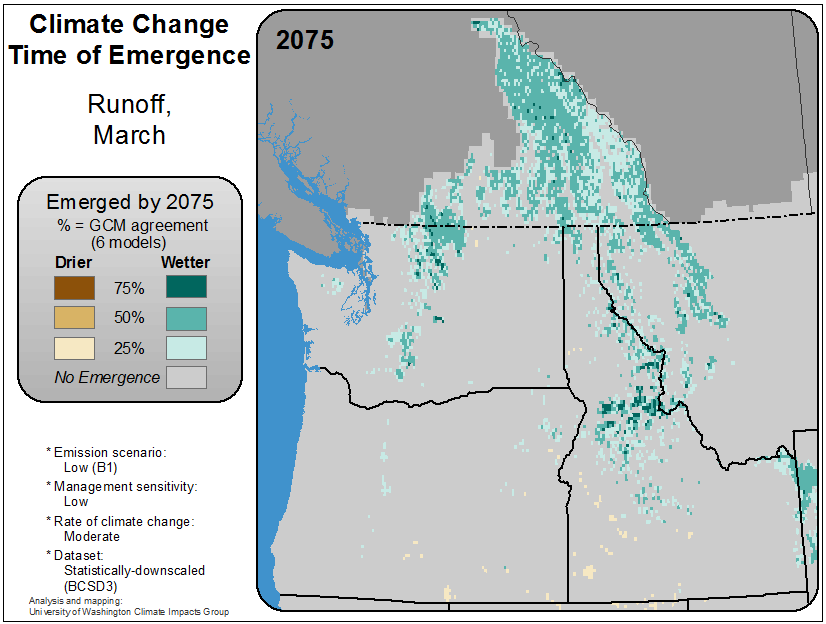 Climate Change
Time of Emergence
Runoff,
March
Emerged by 2075
% = GCM agreement
(6 models)
Drier Wetter
75%
50%
25%
No Emergence
* Emission scenario:
Low (B1)
* Management sensitivity:
Low
* Rate of climate change:
Moderate
* Dataset:
Statistically-downscaled
(BCSD3)
Analysis and mapping:
University of Washington Climate Impacts Group
2075